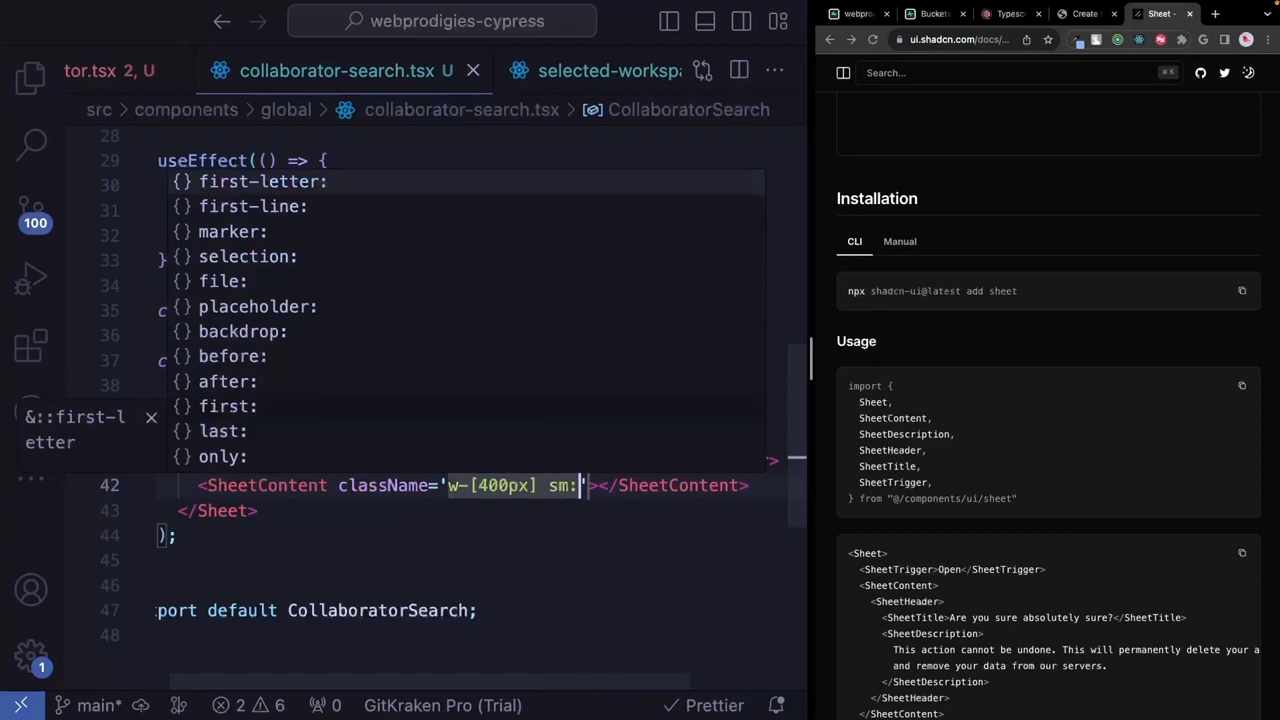 webprodigies-cypress
tor.tsx 2, U
collaborator-search.tsx U
selected-workspa
src > components > global > collaborator-search.tsx > CollaboratorSearch
28
29 useEffect(() => {
30 {} first-letter:
31 {} first-line:
32 {} marker:
33 } {} selection:
34 {} file:
35 c {} placeholder:
36 {} backdrop:
37 c {} before:
38 {} after:
{} first:
{} last:
{} only:
&::first-l
etter
>
42 <SheetContent className='w-[400px] sm:'></SheetContent>
43 </Sheet>
44 );
45
46
47 port default CollaboratorSearch;
48
100
1
main*
2 6
0
GitKraken Pro (Trial)
Prettier
webpro
Bucketa
Typesc
Create
Sheet -
ui.shadcn.com/docs/...
Search...
⌘ K
Installation
CLI Manual
npx shadcn-ui@latest add sheet
Usage
import {
Sheet,
SheetContent,
SheetDescription,
SheetHeader,
SheetTitle,
SheetTrigger,
} from "@/components/ui/sheet"
<Sheet>
<SheetTrigger>Open</SheetTrigger>
<SheetContent>
<SheetHeader>
<SheetTitle>Are you sure absolutely sure?</SheetTitle>
<SheetDescription>
This action cannot be undone. This will permanently delete your a
and remove your data from our servers.
</SheetDescription>
</SheetHeader>
</SheetContent>